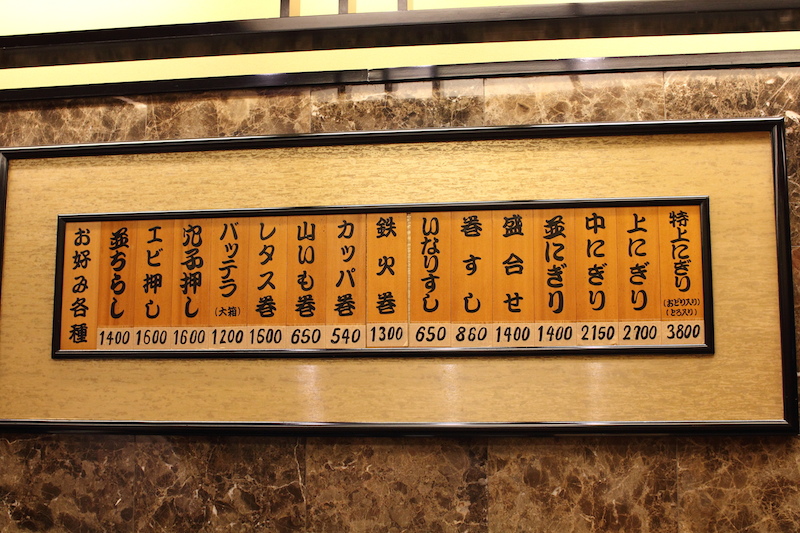 特上にぎり
(おどり入り)
(とろ入り)
3800
上にぎり
2700
中にぎり
2150
並にぎり
1400
盛合せ
1400
巻すし
860
いなりすし
650
鉄火巻
1300
カッパ巻
540
山いも巻
650
レタス巻
1500
バッテラ
(大箱)
1200
穴子押し
1600
エビ押し
1600
並ちらし
1400
お好み各種